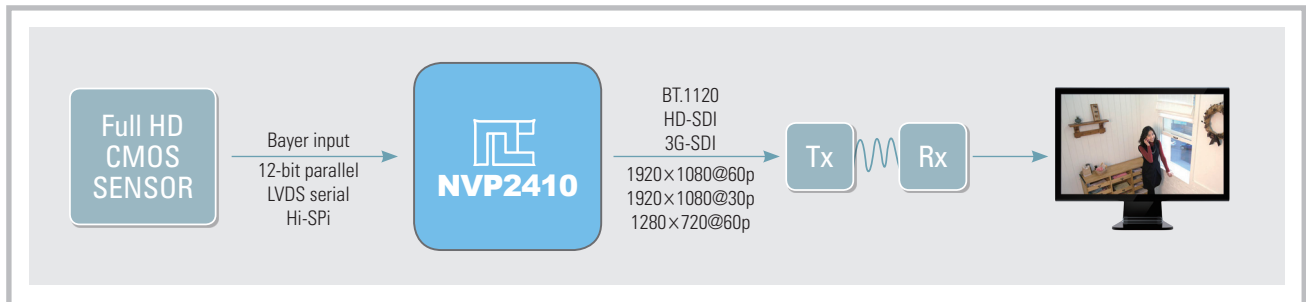 Full HD
CMOS
SENSOR
Bayer input
12-bit parallel
LVDS serial
Hi-SPi
NVP2410
BT.1120
HD-SDI
3G-SDI
1920×1080@60p
1920×1080@30p
1280×720@60p
Tx
Rx